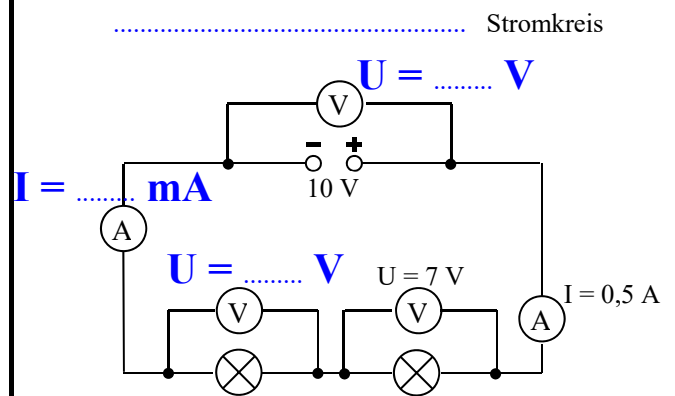 ........................................................ Stromkreis
U = ......... V
V
- +
10 V
I = ......... mA
A
U = ......... V
U = 7 V
I = 0,5 A
V
V
A